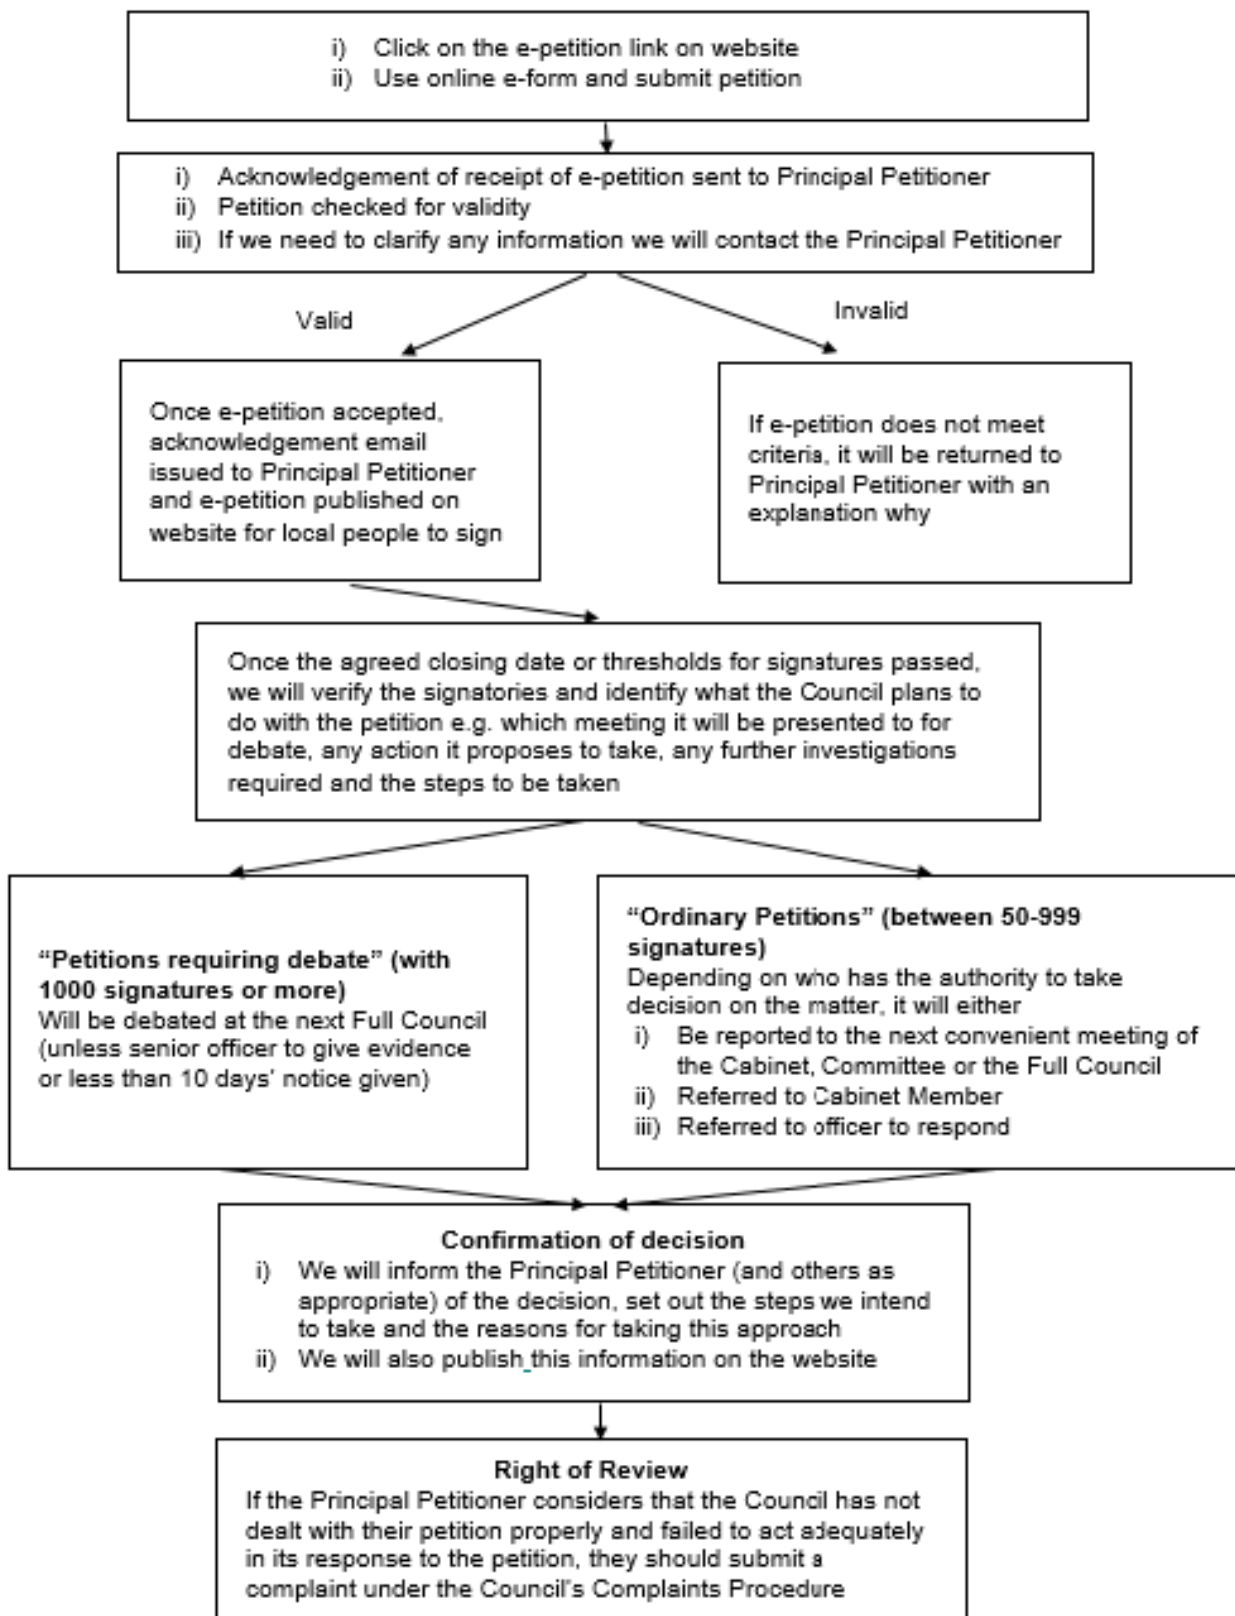 i) Click on the e-petition link on website
ii) Use online e-form and submit petition
i) Acknowledgement of receipt of e-petition sent to Principal Petitioner
ii) Petition checked for validity
iii) If we need to clarify any information we will contact the Principal Petitioner
Valid
Invalid
Once e-petition accepted,
acknowledgement email
issued to Principal Petitioner
and e-petition published on
website for local people to sign
If e-petition does not meet
criteria, it will be returned to
Principal Petitioner with an
explanation why
Once the agreed closing date or thresholds for signatures passed,
we will verify the signatories and identify what the Council plans to
do with the petition e.g. which meeting it will be presented to for
debate, any action it proposes to take, any further investigations
required and the steps to be taken
“Petitions requiring debate” (with
1000 signatures or more)
Will be debated at the next Full Council
(unless senior officer to give evidence
or less than 10 days’ notice given)
“Ordinary Petitions” (between 50-999
signatures)
Depending on who has the authority to take
decision on the matter, it will either
i) Be reported to the next convenient meeting of
the Cabinet, Committee or the Full Council
ii) Referred to Cabinet Member
iii) Referred to officer to respond
Confirmation of decision
i) We will inform the Principal Petitioner (and others as
appropriate) of the decision, set out the steps we intend
to take and the reasons for taking this approach
ii) We will also publish this information on the website
Right of Review
If the Principal Petitioner considers that the Council has not
dealt with their petition properly and failed to act adequately
in its response to the petition, they should submit a
complaint under the Council’s Complaints Procedure